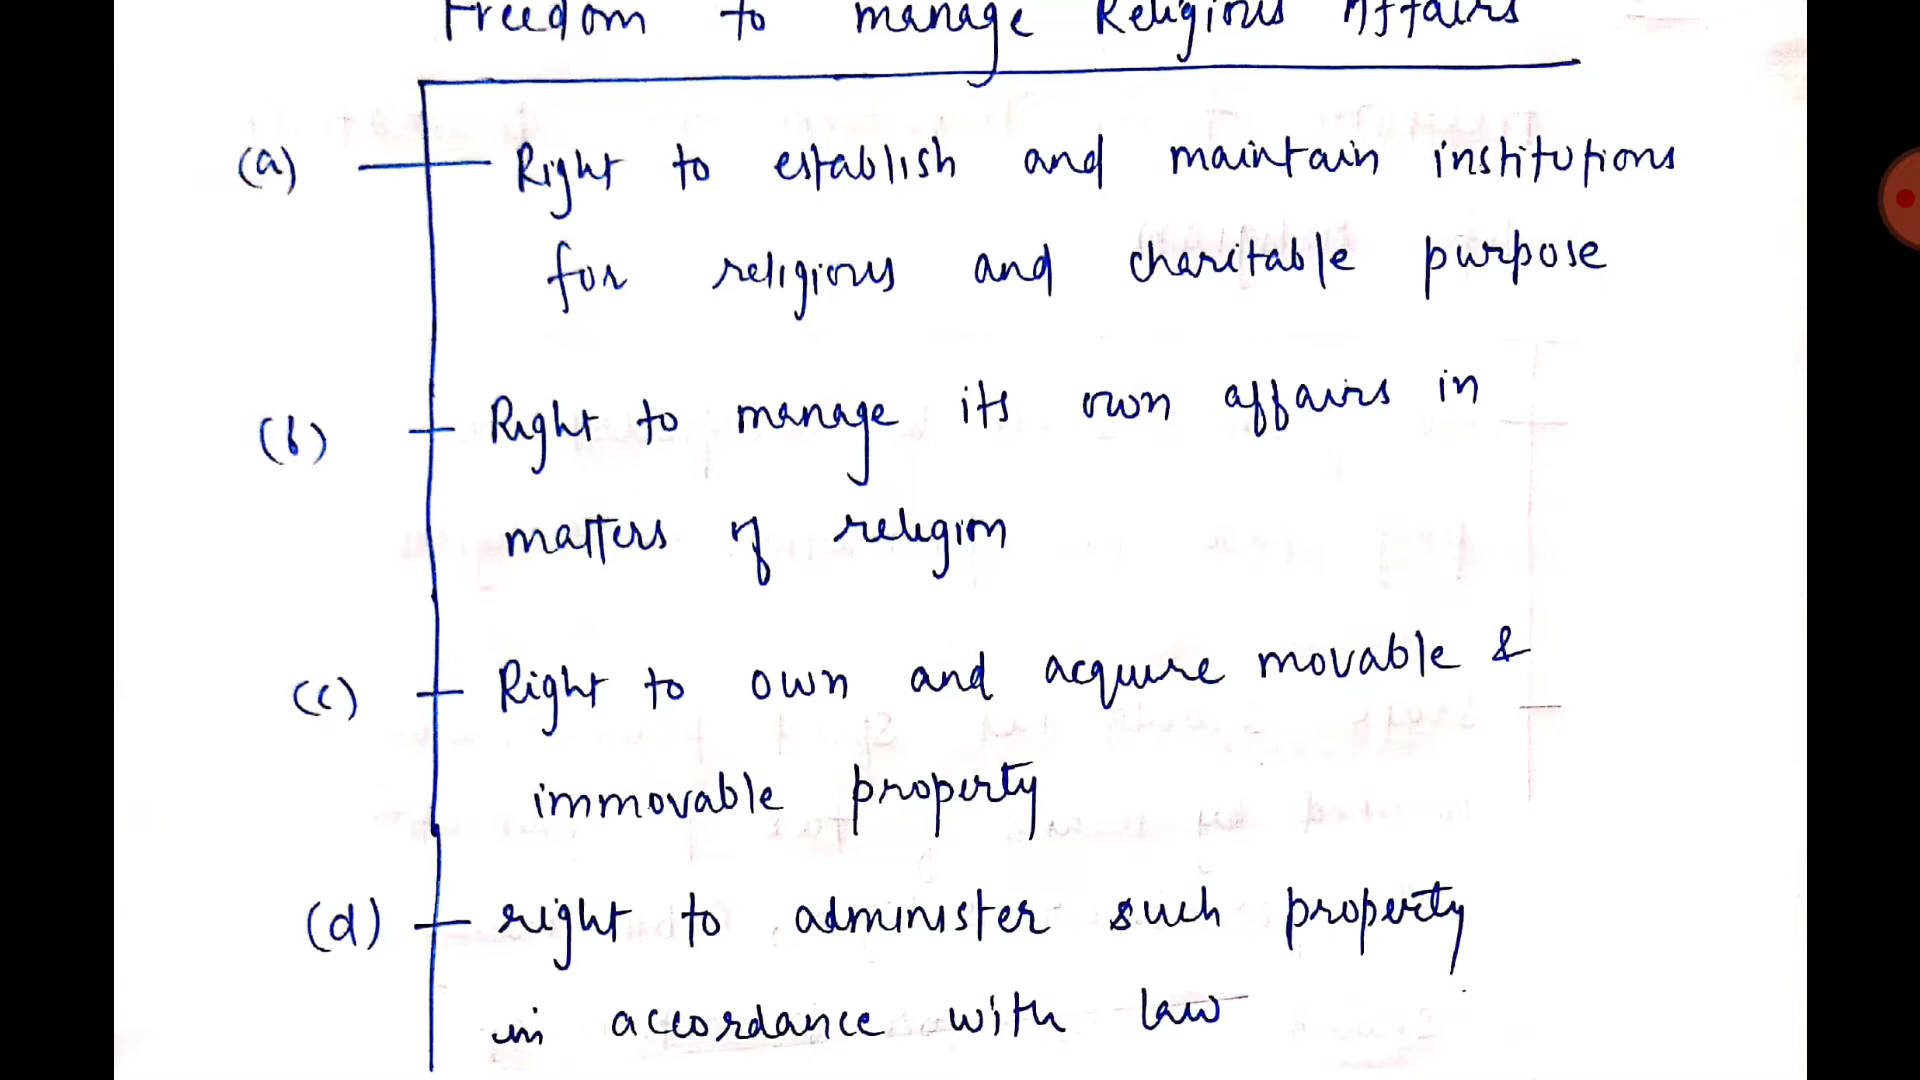 Freedom to manage Religious Affairs
(a) Right to establish and maintain institutions
for religious and charitable purpose
(b) Right to manage its own affairs in
matters of religion
(c) Right to own and acquire movable &
immovable property
(d) right to administer such property
in accordance with law